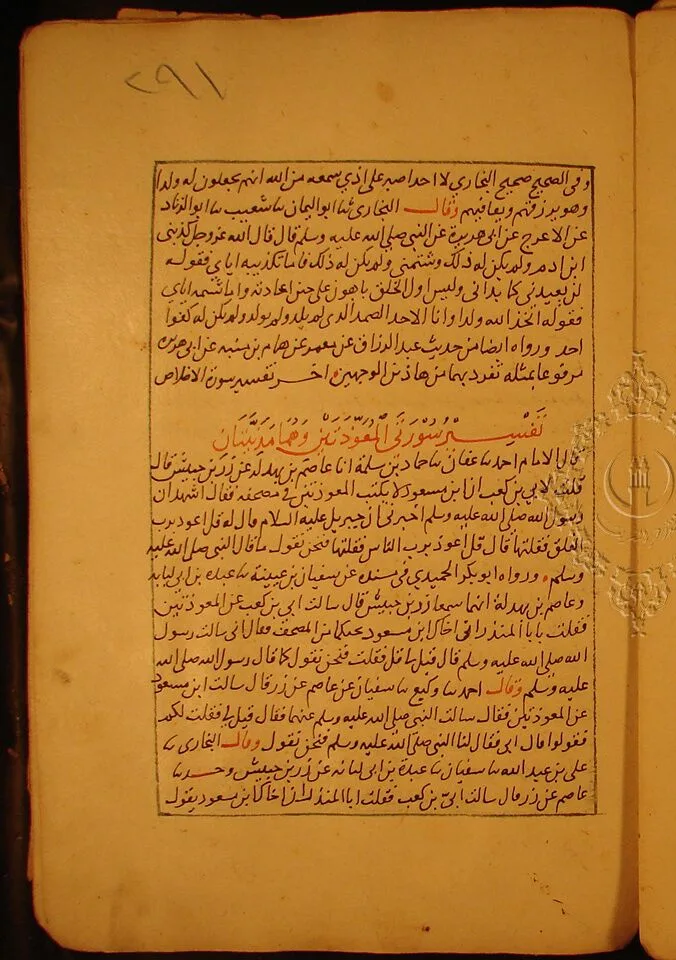 ٢٩١
وفي الصحيح صحيح البخاري لا احد اصبر على اذي سمعه من الله انهم يجعلون له ولدا
وهو يرزقهم ويعافيهم وقال البخاري ثنا ابو اليمان ثنا شعيب ثنا ابو الزناد
عن الاعرج عن ابي هريرة عن النبي صلى الله عليه وسلم قال قال الله عز وجل كذبني
ابن ادم ولم يكن له ذلك وشتمني ولم يكن له ذلك فاما تكذيبه اياي فقوله
لن يعيدني كما بداني وليس اول الخلق باهون علي من اعادته واما شتمه اياي
فقوله اتخذ الله ولدا وانا الاحد الصمد الذي لم يلد ولم يولد ولم يكن له كفوا
احد ورواه ايضا من حديث عبد الرزاق عن معمر عن همام بن منبه عن ابي هريره
مرفوعا بمثله تفرد بهما من هاذين الوجهين اخر تفسير سورة الاخلاص
تفسير سورتي المعوذتين وهما مدنيتان
قال الامام احمد ثنا عفان ثنا حماد بن سلمة انا عاصم بن بهدلة عن زر بن حبيش قال
قلت لابي بن كعب ان ابن مسعود لا يكتب المعوذتين في مصحفه فقال اشهد ان
رسول الله صلى الله عليه وسلم اخبرني ان جبريل عليه السلام قال له قل اعوذ برب
الفلق فقلتها قال قل اعوذ برب الناس فقلتها فنحن نقول ما قال النبي صلى الله عليه
وسلم ورواه ابو بكر الحميدي في مسنده عن سفيان بن عيينة ثنا عبدة بن ابي لبابة
وعاصم بن بهدلة انهما سمعا زر بن حبيش قال سالت ابي بن كعب عن المعوذتين
فقلت يابا المنذر ان اخاك ابن مسعود يحكهما من المصحف فقال اني سالت رسول
الله صلى الله عليه وسلم قال قيل لي قل فقلت فنحن نقول كما قال رسول الله صلى الله
عليه وسلم وقال احمد ثنا وكيع ثنا سفيان عن عاصم عن زر قال سالت ابن مسعود
عن المعوذتين فقال سالت النبي صلى الله عليه وسلم عنهما فقال قيل لي فقلت لكم
فقولوا قال ابي فقال لنا النبي صلى الله عليه وسلم فنحن نقول وقال البخاري ثنا
علي بن عبد الله ثنا سفيان ثنا عبدة بن ابي لبابة عن زر بن حبيش وحدثنا
عاصم عن زر قال سالت ابي بن كعب فقلت ابا المنذر ان اخاك ابن مسعود يقول